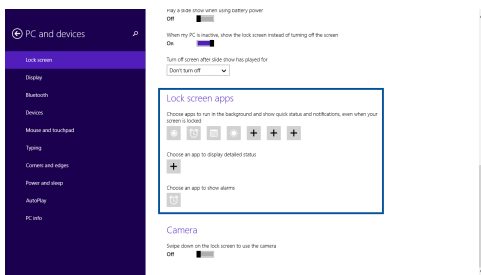 Play a slide show when using battery power
Off
PC and devices
When my PC is inactive, show the lock screen instead of turning off the screen
On
Lock screen
Turn off screen after slide show has played for
Don't turn off
Display
Bluetooth
Lock screen apps
Devices
Choose apps to run in the background and show quick status and notifications, even when your
screen is locked
Mouse and touchpad
Typing
Choose an app to display detailed status
Corners and edges
Power and sleep
Choose an app to show alarms
AutoPlay
PC info
Camera
Swipe down on the lock screen to use the camera
Off